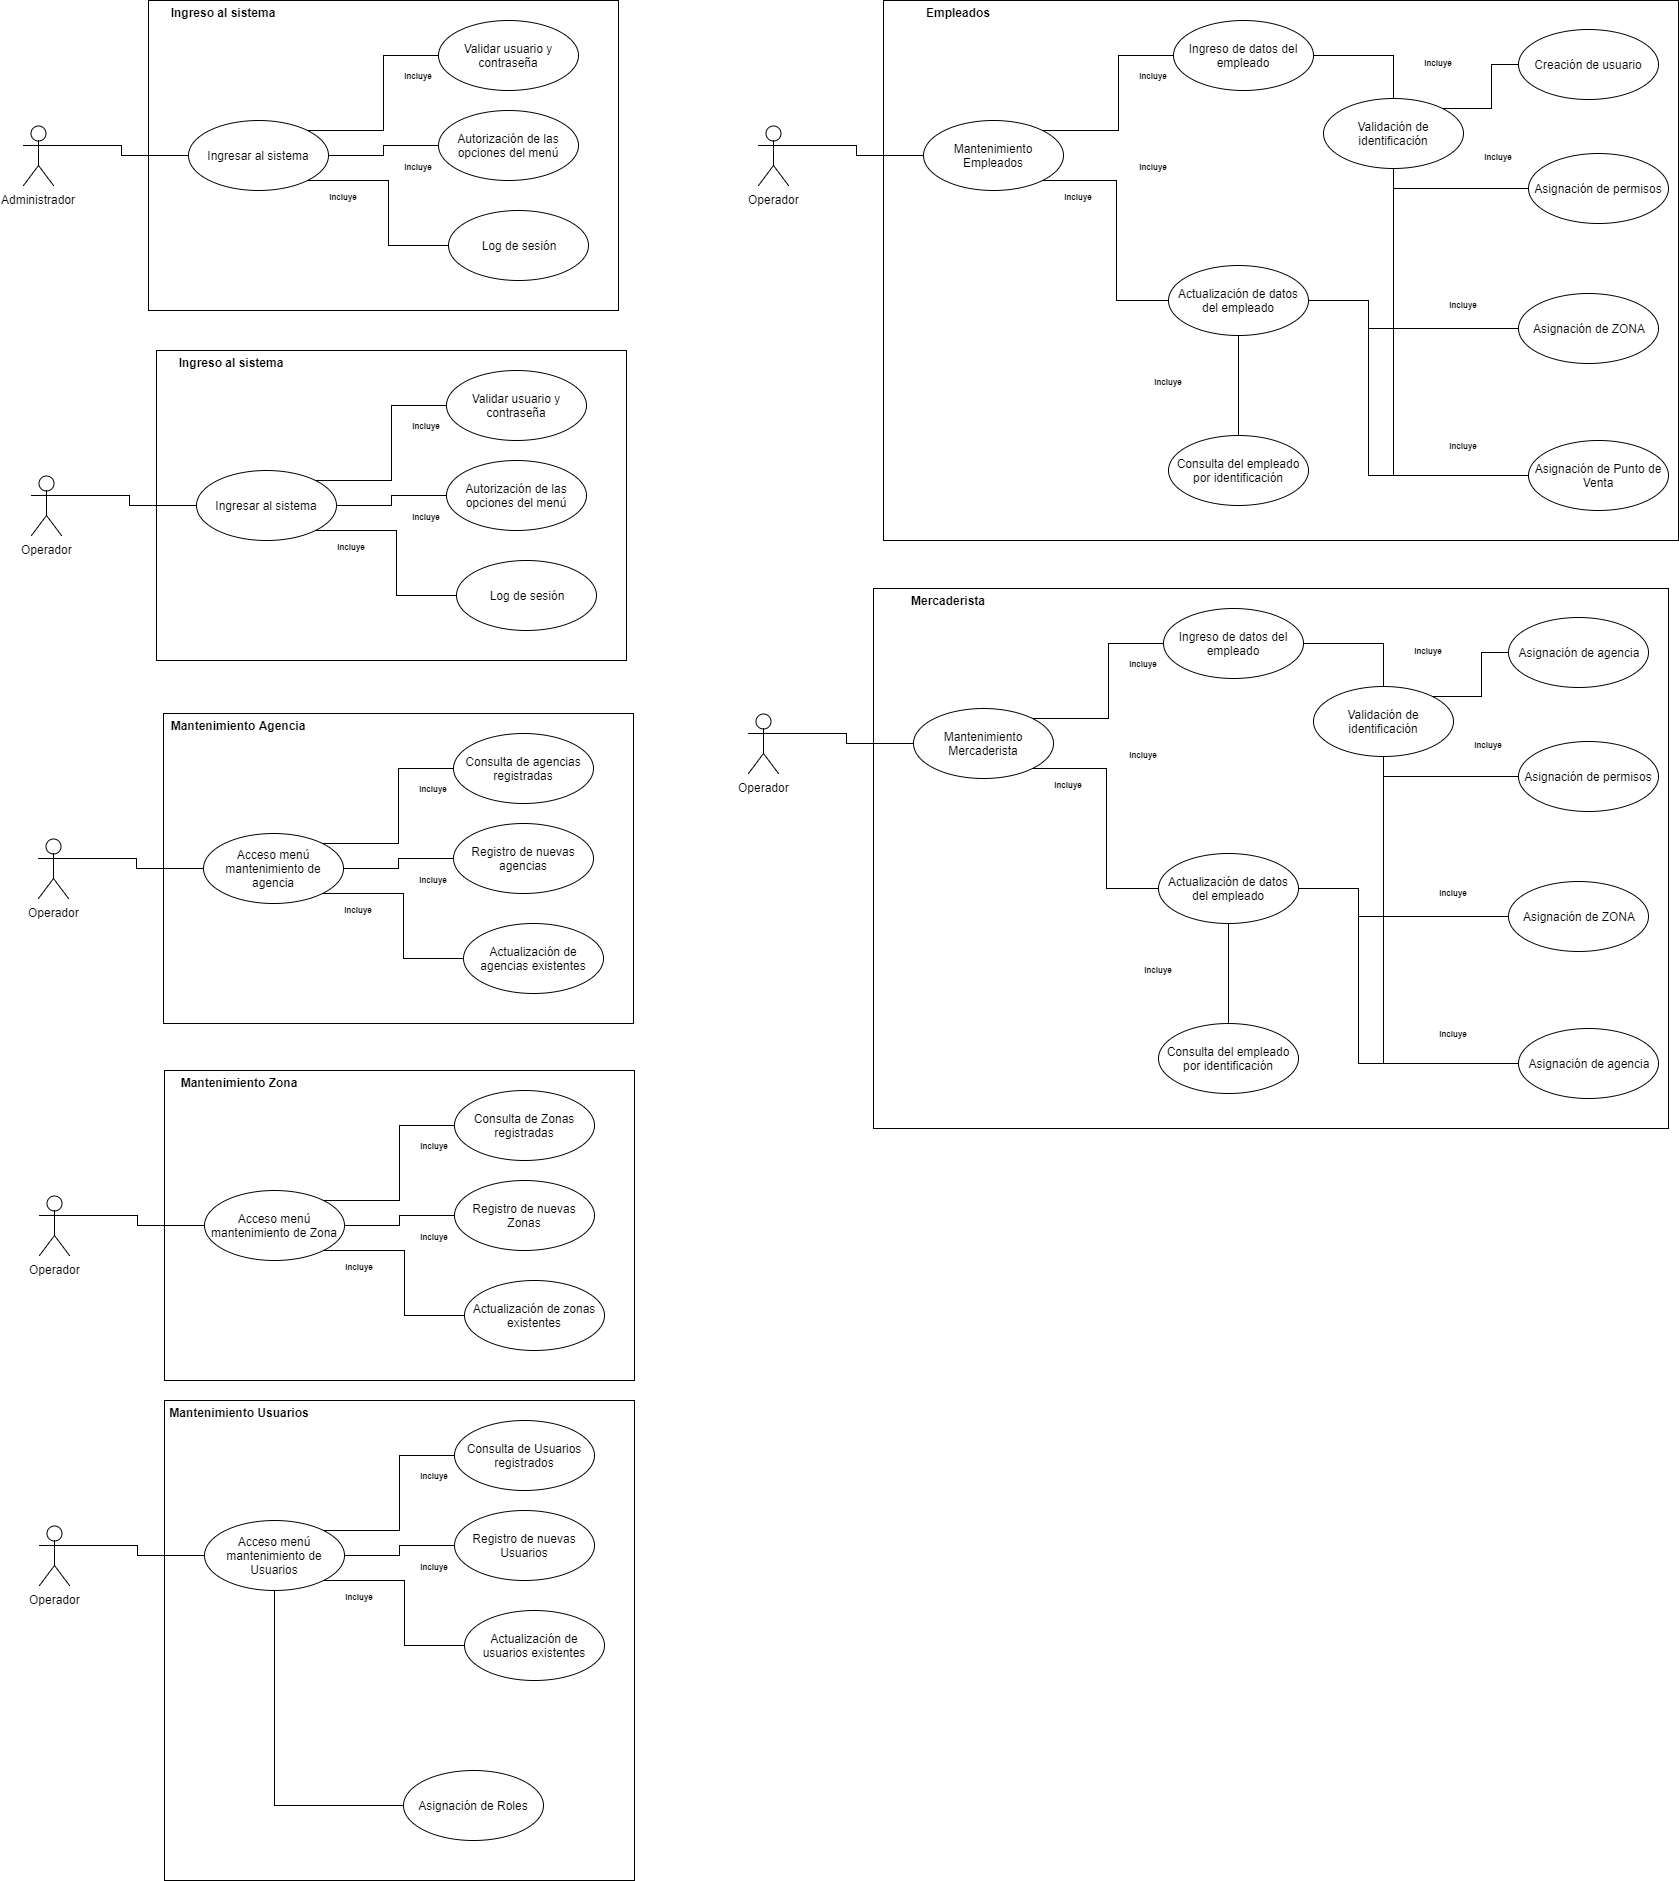 Ingreso al sistema
Validar usuario y
contraseña
Incluye
Autorización de las
opciones del menú
Ingresar al sistema
Incluye
Incluye
Administrador
Log de sesión
Ingreso al sistema
Validar usuario y
contraseña
Incluye
Autorización de las
opciones del menú
Ingresar al sistema
Incluye
Incluye
Operador
Log de sesión
Mantenimiento Agencia
Consulta de agencias
registradas
Incluye
Registro de nuevas
agencias
Acceso menú
mantenimiento de
agencia
Incluye
Incluye
Operador
Actualización de
agencias existentes
Mantenimiento Zona
Consulta de Zonas
registradas
Incluye
Registro de nuevas
Zonas
Acceso menú
mantenimiento de Zona
Incluye
Incluye
Operador
Actualización de zonas
existentes
Mantenimiento Usuarios
Consulta de Usuarios
registrados
Incluye
Registro de nuevas
Usuarios
Acceso menú
mantenimiento de
Usuarios
Incluye
Incluye
Operador
Actualización de
usuarios existentes
Asignación de Roles
Empleados
Ingreso de datos del
empleado
Incluye
Incluye
Creación de usuario
Validación de
identificación
Mantenimiento
Empleados
Incluye
Incluye
Incluye
Asignación de permisos
Operador
Actualización de datos
del empleado
Incluye
Asignación de ZONA
Incluye
Incluye
Consulta del empleado
por identificación
Asignación de Punto de
Venta
Mercaderista
Ingreso de datos del
empleado
Incluye
Incluye
Asignación de agencia
Validación de
identificación
Mantenimiento
Mercaderista
Incluye
Incluye
Incluye
Asignación de permisos
Operador
Actualización de datos
del empleado
Incluye
Asignación de ZONA
Incluye
Incluye
Consulta del empleado
por identificación
Asignación de agencia